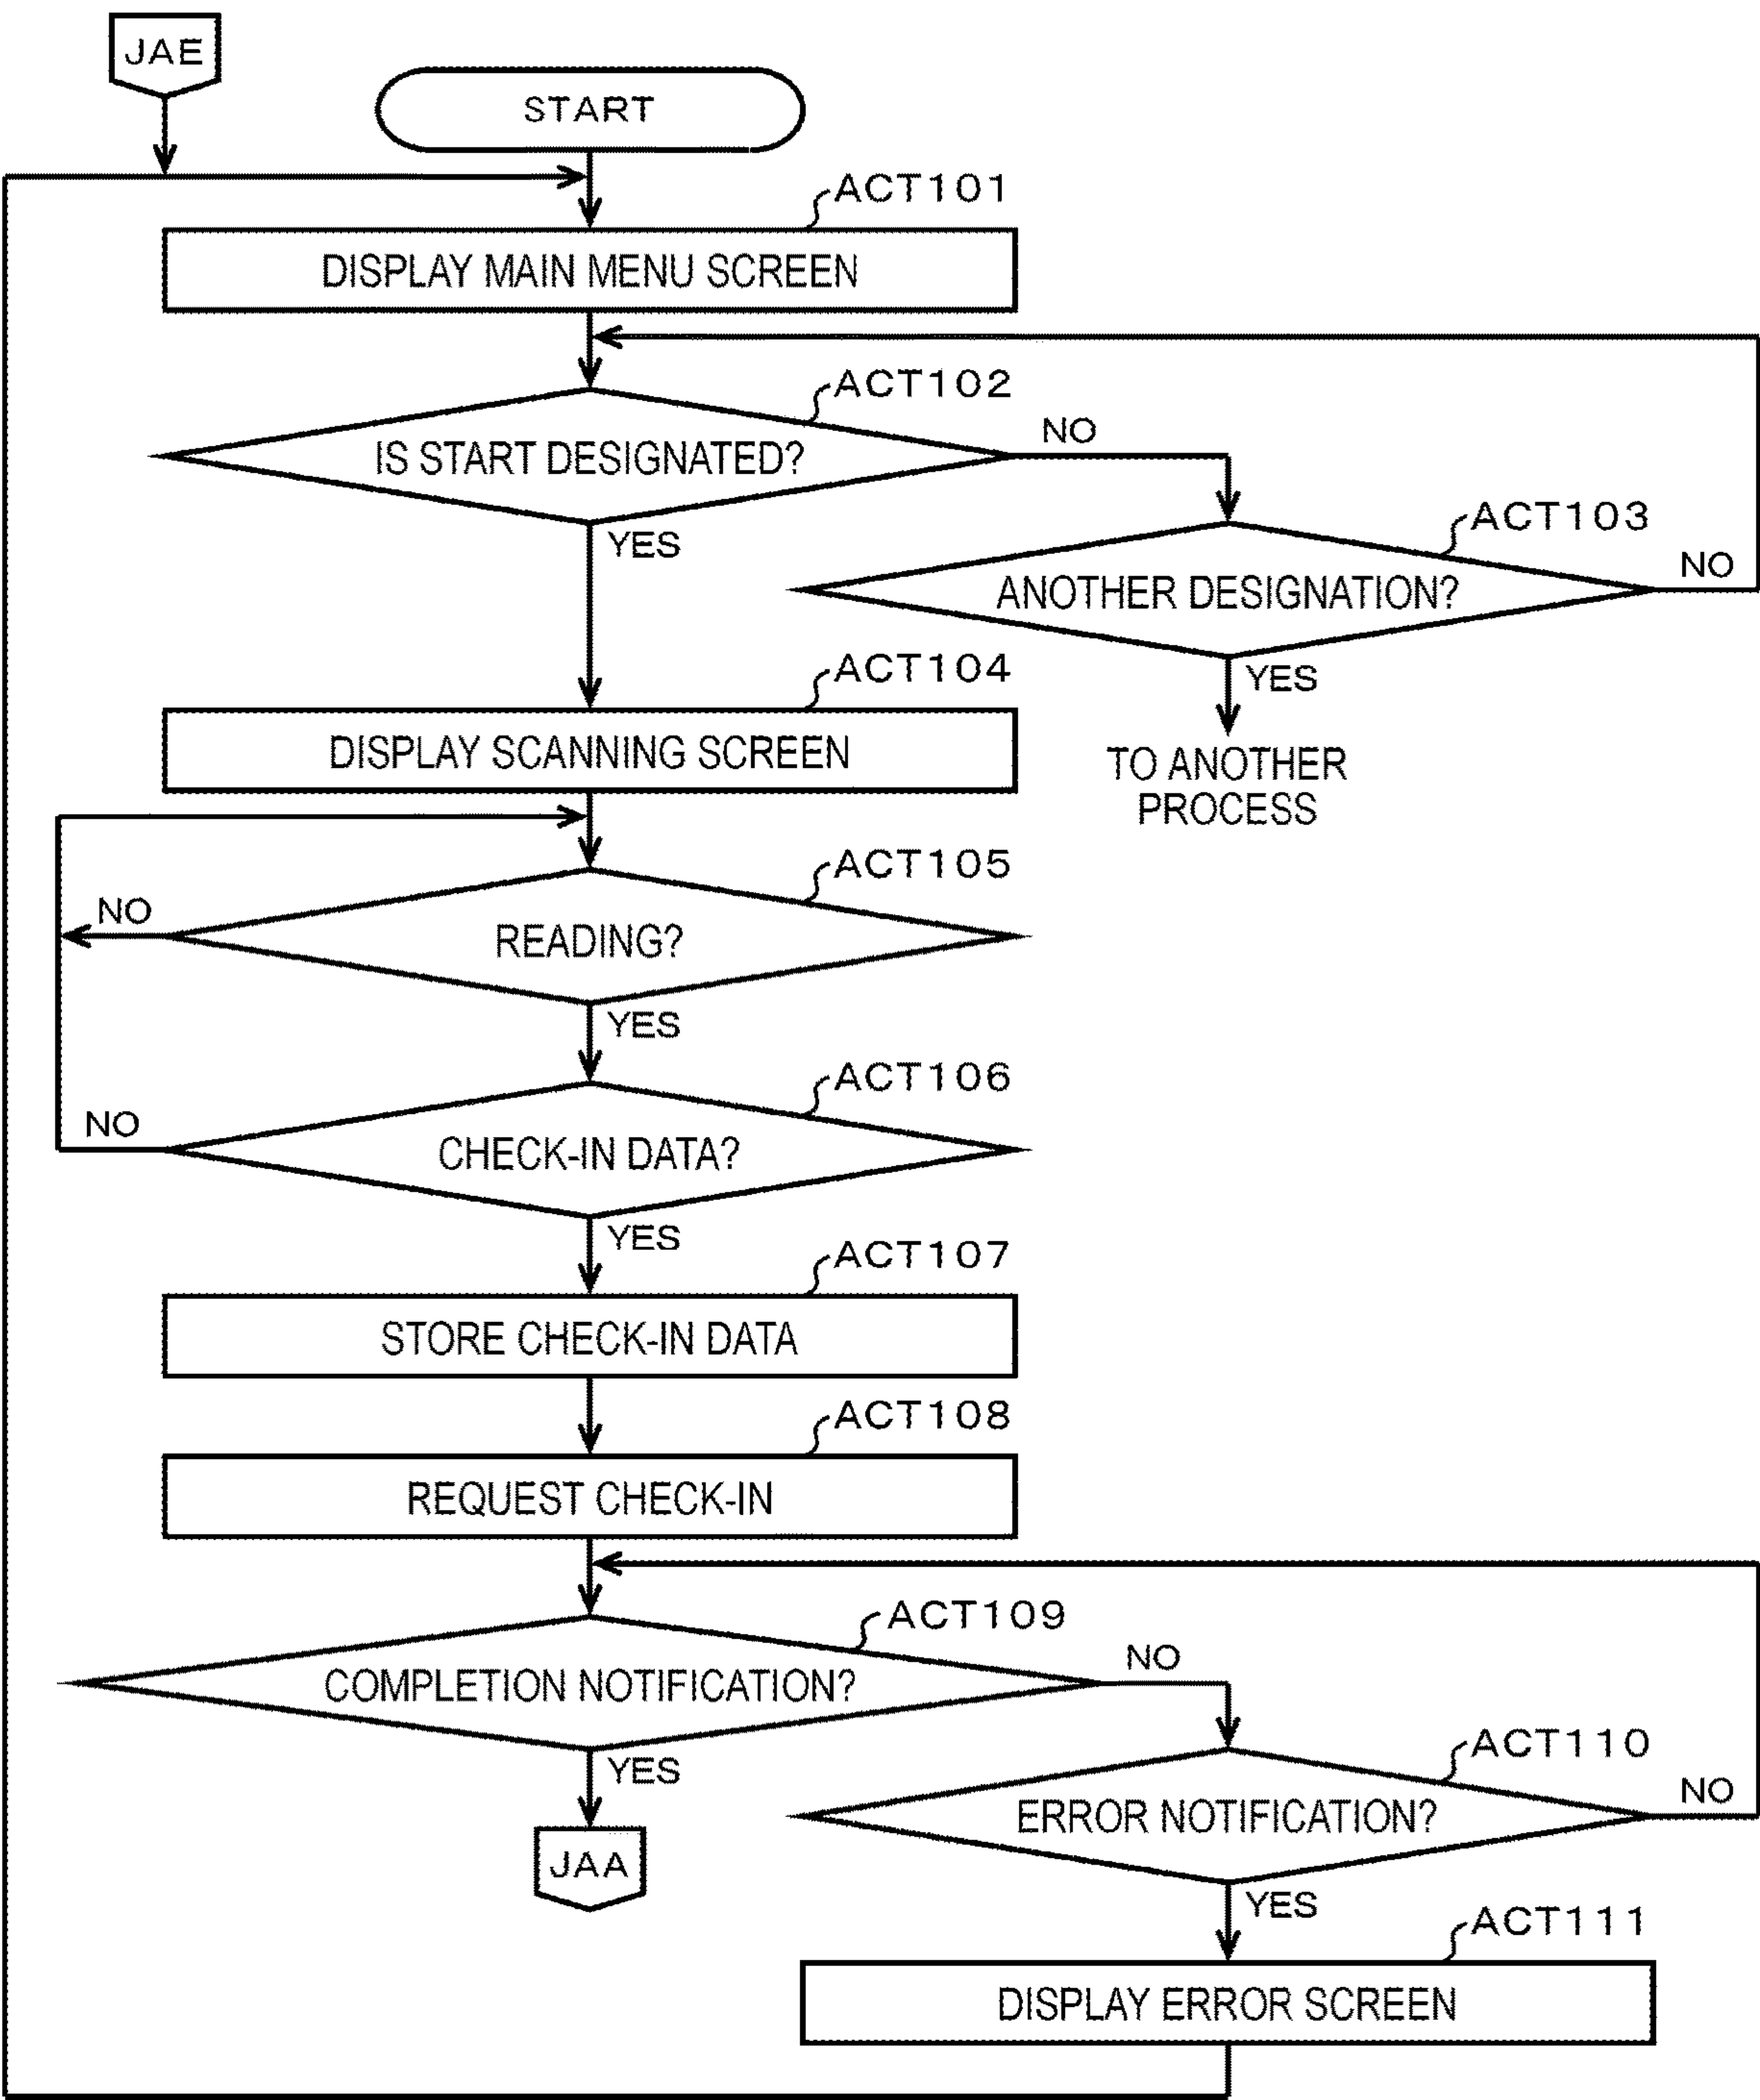 JAE
START
ACT101
DISPLAY MAIN MENU SCREEN
ACT102
IS START DESIGNATED?
NO
YES
ACT103
ANOTHER DESIGNATION?
NO
YES
TO ANOTHER
PROCESS
ACT104
DISPLAY SCANNING SCREEN
ACT105
READING?
NO
YES
ACT106
CHECK-IN DATA?
NO
YES
ACT107
STORE CHECK-IN DATA
ACT108
REQUEST CHECK-IN
ACT109
COMPLETION NOTIFICATION?
NO
YES
JAA
ACT110
ERROR NOTIFICATION?
NO
YES
ACT111
DISPLAY ERROR SCREEN